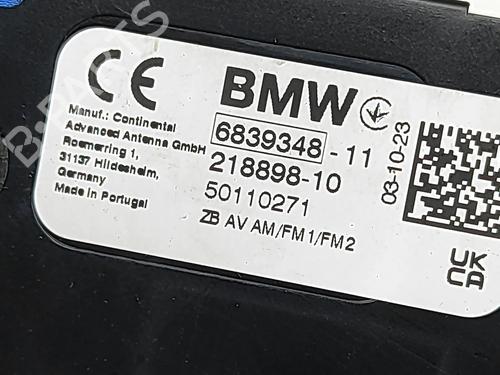 CE
BMW
Manuf.: Continental
Advanced Antenna GmbH
Roemerring 1,
31137 Hildesheim,
Germany
Made in Portugal
6839348 - 11
218898-10
50110271
ZB AV AM/FM1/FM2
03-10-23
UK
CA
B-PARTS